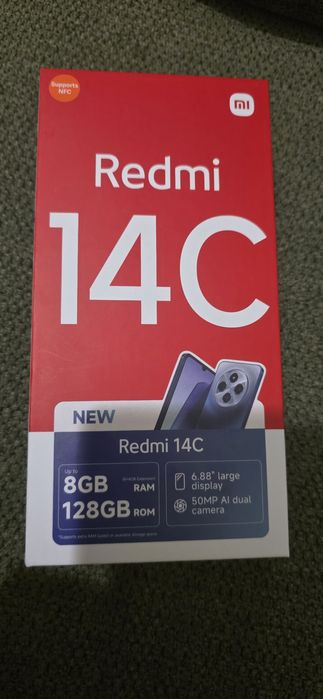 Supports
NFC
mi
Redmi
14C
NEW
Redmi 14C
Up to
8GB RAM
128GB ROM
6.88" large
display
50MP AI dual
camera